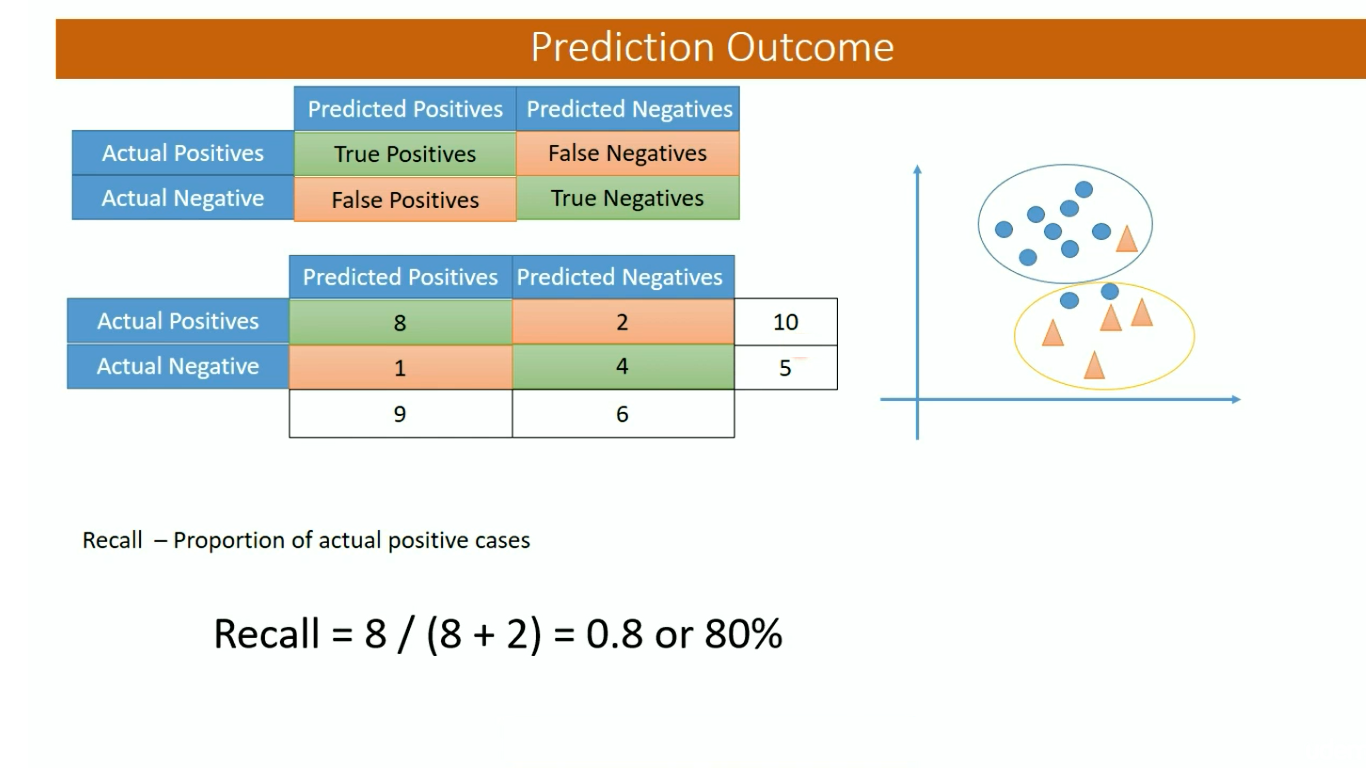 Prediction Outcome
Predicted Positives Predicted Negatives
Actual Positives True Positives False Negatives
Actual Negative False Positives True Negatives
Predicted Positives Predicted Negatives
Actual Positives 8 2 10
Actual Negative 1 4 5
9 6
Recall – Proportion of actual positive cases
Recall = 8 / (8 + 2) = 0.8 or 80%